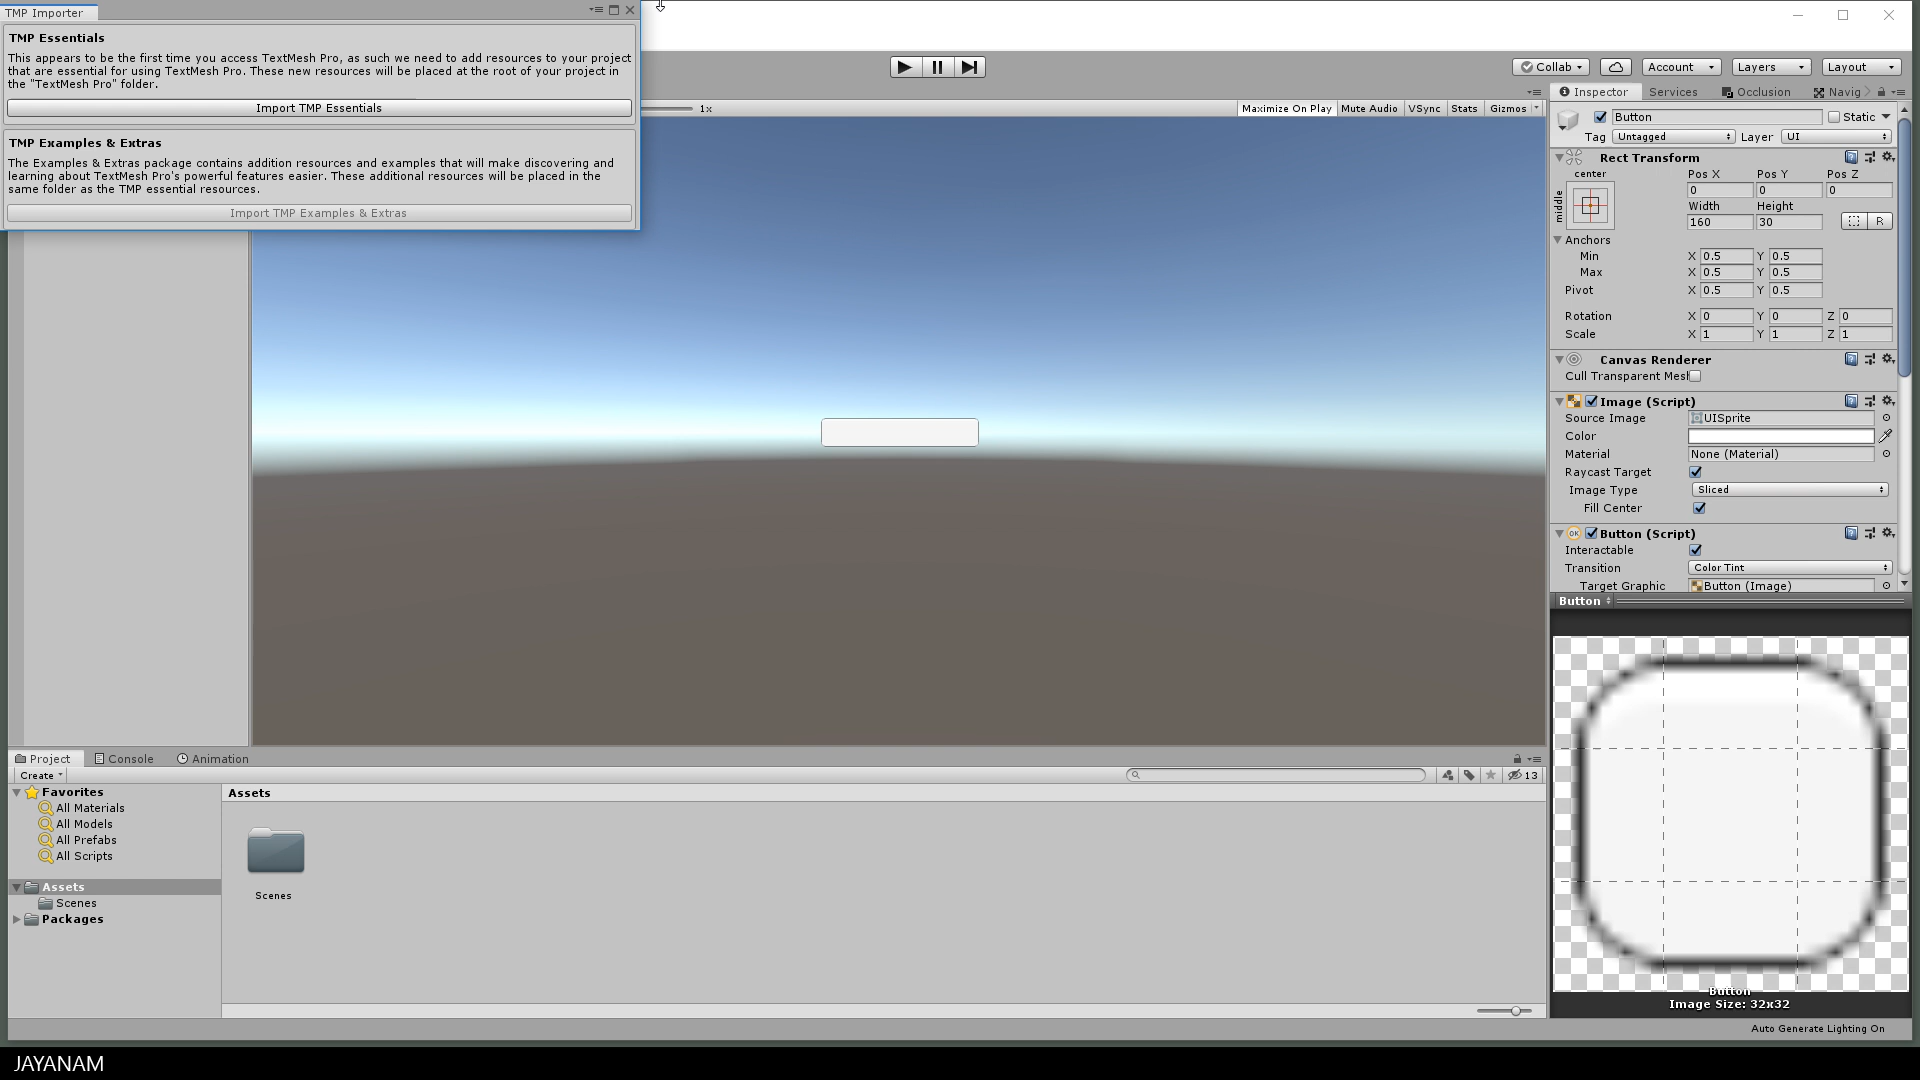 TMP Importer
TMP Essentials
This appears to be the first time you access TextMesh Pro, as such we need to add resources to your project
that are essential for using TextMesh Pro. These new resources will be placed at the root of your project in
the "TextMesh Pro" folder.
Import TMP Essentials
TMP Examples & Extras
The Examples & Extras package contains addition resources and examples that will make discovering and
learning about TextMesh Pro's powerful features easier. These additional resources will be placed in the
same folder as the TMP essential resources.
Import TMP Examples & Extras
Collab Account Layers Layout
1x Maximize On Play Mute Audio VSync Stats Gizmos
Inspector Services Occlusion Navig
Button Static
Tag Untagged Layer UI
Rect Transform
center Pos X Pos Y Pos Z
middle 0 0 0
Width Height
160 30 R
Anchors
Min X 0.5 Y 0.5
Max X 0.5 Y 0.5
Pivot X 0.5 Y 0.5
Rotation X 0 Y 0 Z 0
Scale X 1 Y 1 Z 1
Canvas Renderer
Cull Transparent Mesh
Image (Script)
Source Image UISprite
Color
Material None (Material)
Raycast Target
Image Type Sliced
Fill Center
OK Button (Script)
Interactable
Transition Color Tint
Target Graphic Button (Image)
Button
Button
Image Size: 32x32
Auto Generate Lighting On
Project Console Animation
Create 13
Favorites
All Materials
All Models
All Prefabs
All Scripts
Assets
Scenes
Packages
Assets
Scenes
JAYANAM